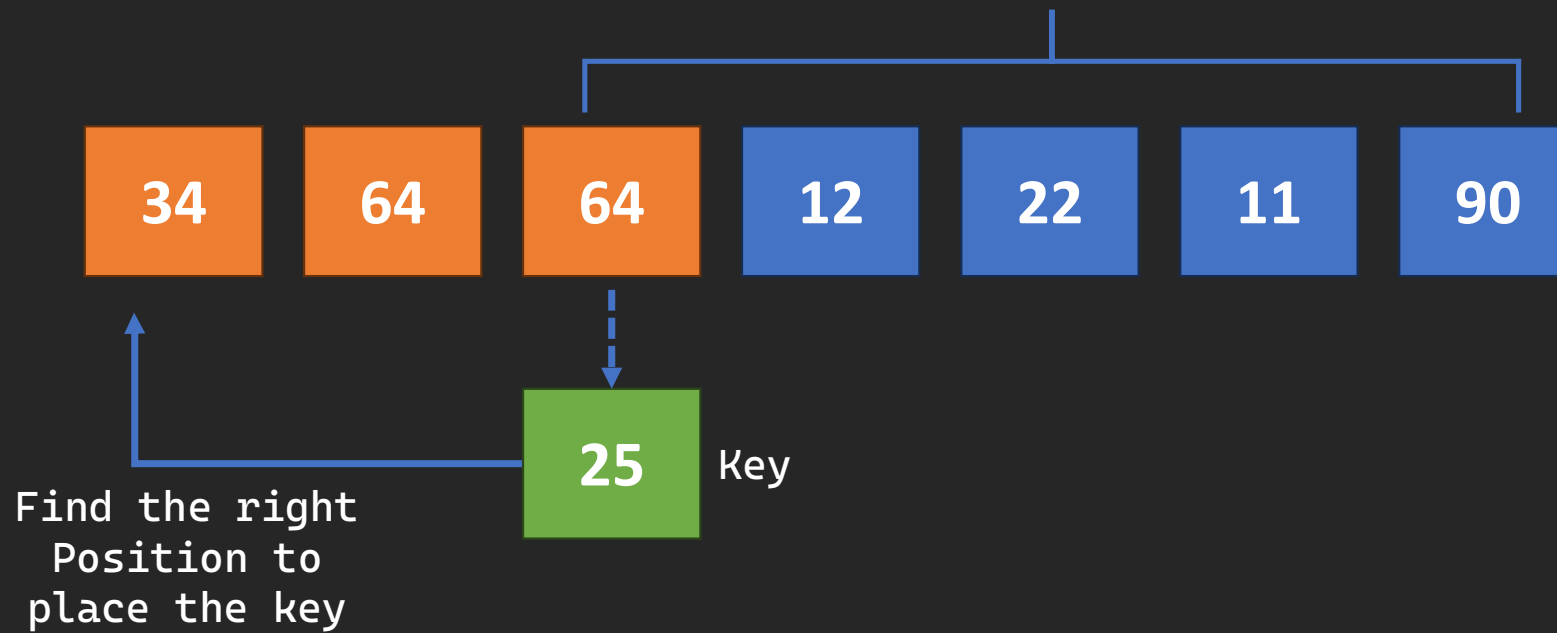 34 64 64 12 22 11 90
25 Key
Find the right
Position to
place the key